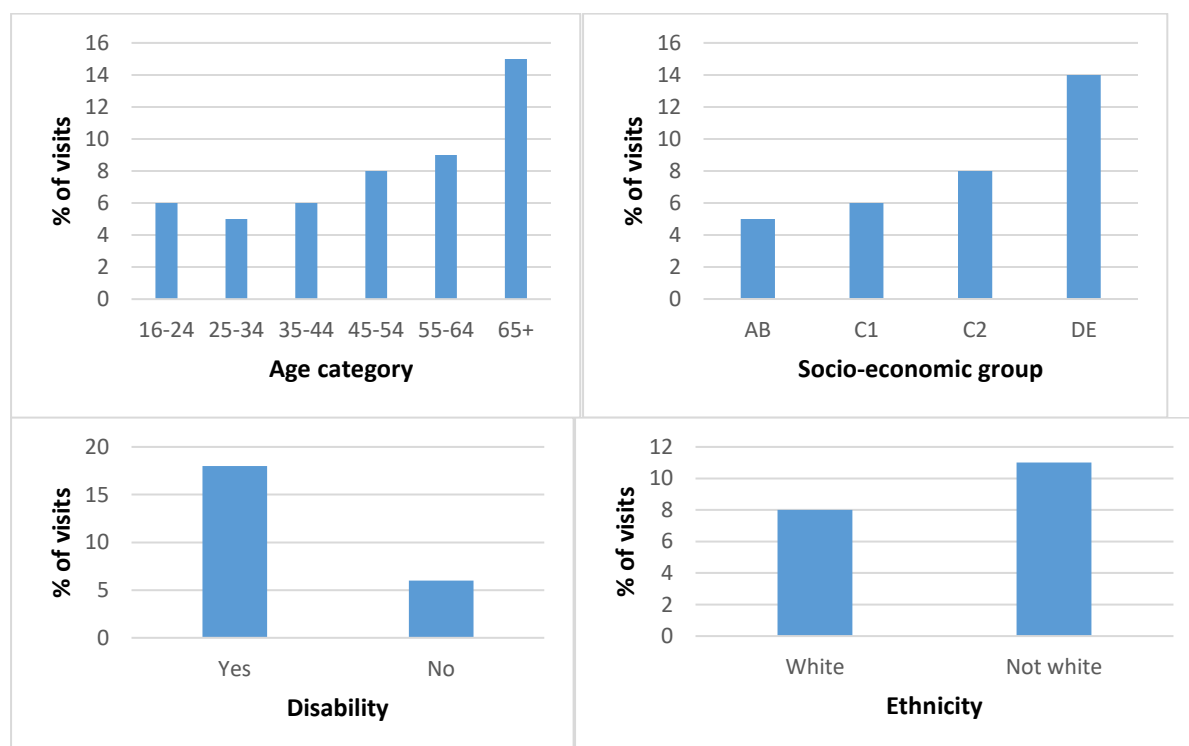 16
14
12
10
8
6
4
2
0
% of visits
16-24 25-34 35-44 45-54 55-64 65+
Age category
16
14
12
10
8
6
4
2
0
% of visits
AB C1 C2 DE
Socio-economic group
20
15
10
5
0
% of visits
Yes No
Disability
12
10
8
6
4
2
0
% of visits
White Not white
Ethnicity